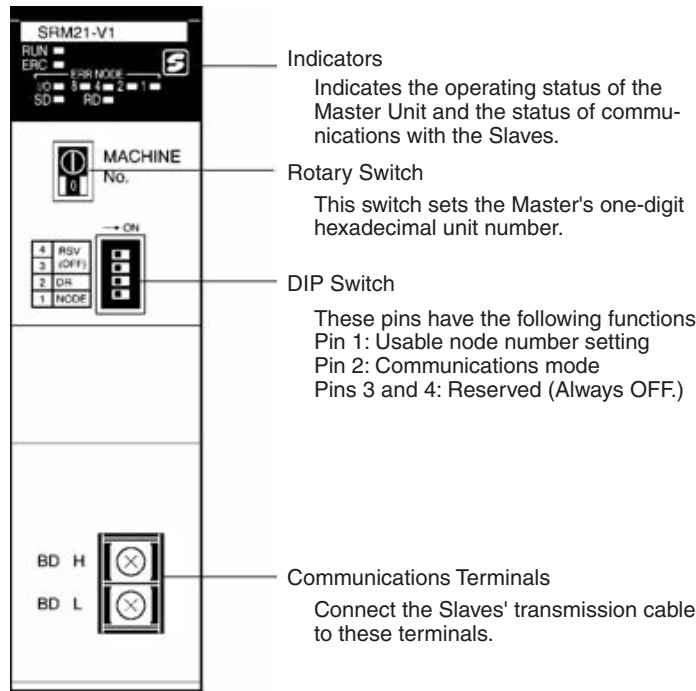 SRM21-V1
RUN
ERC
ERR NODE
I/O 8 4 2 1
SD RD
Indicators
Indicates the operating status of the
Master Unit and the status of commu-
nications with the Slaves.
MACHINE
No.
0
Rotary Switch
This switch sets the Master's one-digit
hexadecimal unit number.
→ ON
4 RSV
3 (OFF)
2 DR
1 NODE
DIP Switch
These pins have the following functions
Pin 1: Usable node number setting
Pin 2: Communications mode
Pins 3 and 4: Reserved (Always OFF.)
BD H
BD L
Communications Terminals
Connect the Slaves' transmission cable
to these terminals.